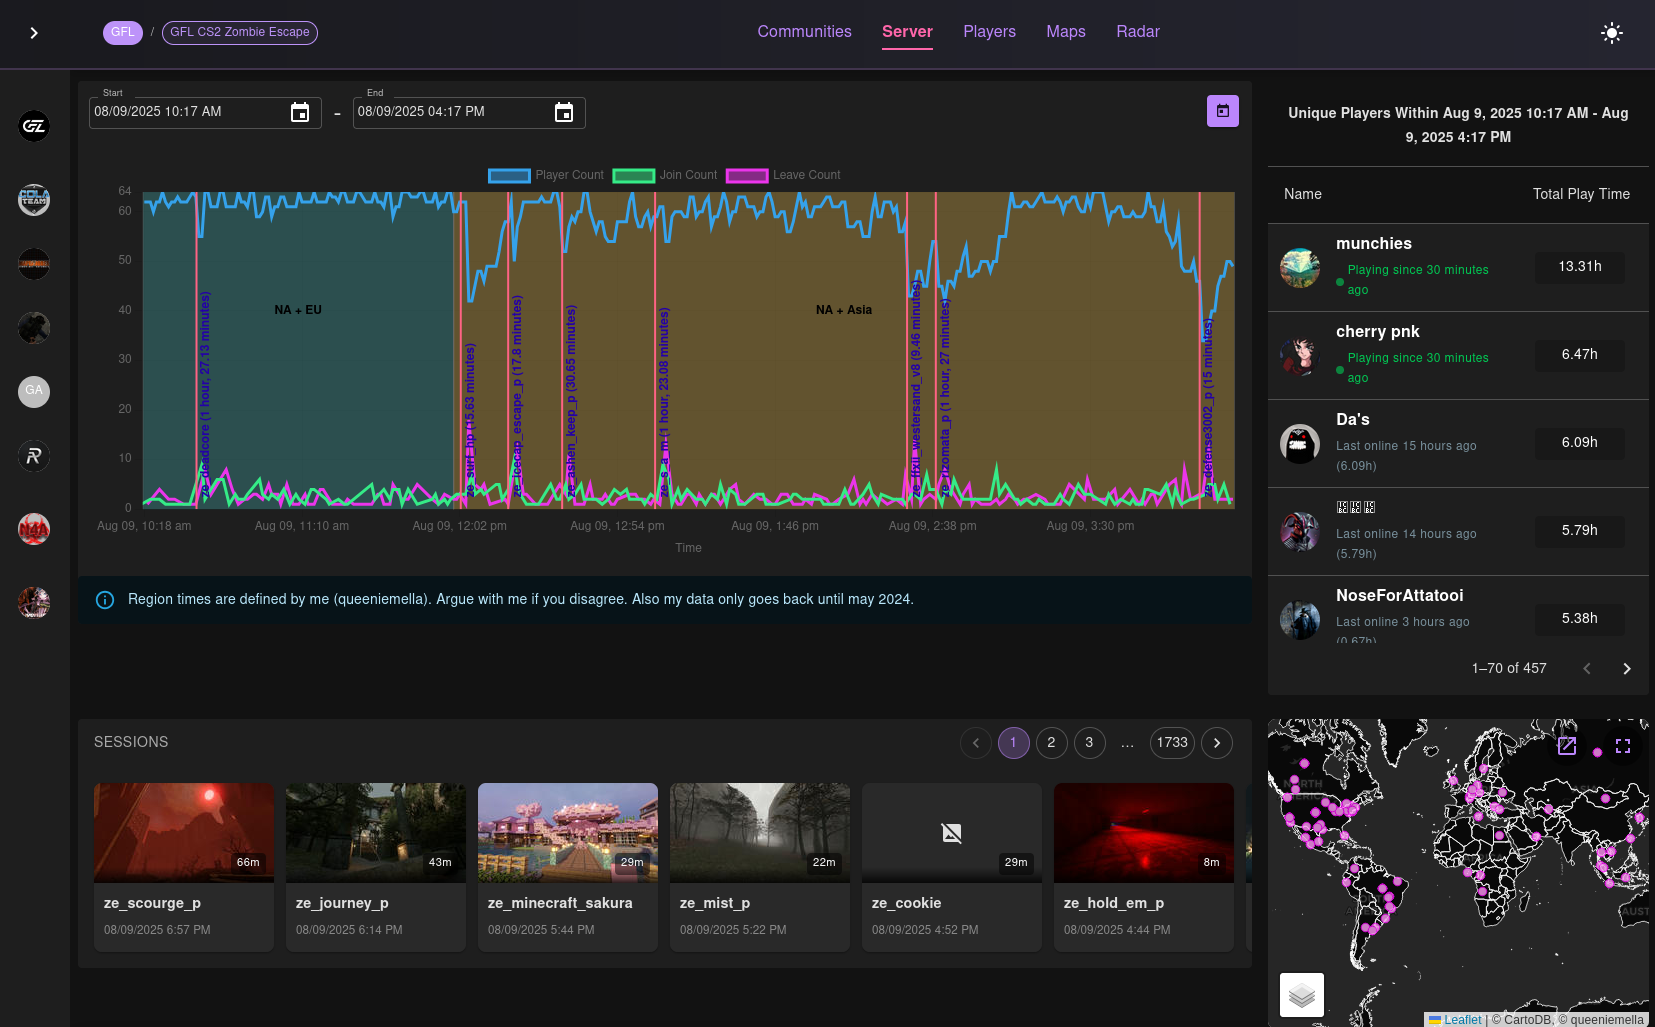 GFL / GFL CS2 Zombie Escape
Communities Server Players Maps Radar
Start
08/09/2025 10:17 AM
–
End
08/09/2025 04:17 PM
Player Count Join Count Leave Count
64
60
50
40
30
20
10
0
NA + EU
NA + Asia
ze_deadcore (1 hour, 27.13 minutes)
ze_surf_hp (15.63 minutes)
ze_icecap_escape_p (17.8 minutes)
ze_ashen_keep_p (30.65 minutes)
(1 hour, 23.08 minutes)
ze_ffxii_westersand_v8 (9.46 minutes)
ze_rizomata_p (1 hour, 27 minutes)
ze_defense3002_p (15 minutes)
Aug 09, 10:18 am Aug 09, 11:10 am Aug 09, 12:02 pm Aug 09, 12:54 pm Aug 09, 1:46 pm Aug 09, 2:38 pm Aug 09, 3:30 pm
Time
Region times are defined by me (queeniemella). Argue with me if you disagree. Also my data only goes back until may 2024.
GFL
COLA
TEAM
GA
R
Unique Players Within Aug 9, 2025 10:17 AM - Aug
9, 2025 4:17 PM
Name Total Play Time
munchies
Playing since 30 minutes
ago
13.31h
cherry pnk
Playing since 30 minutes
ago
6.47h
Da's
Last online 15 hours ago
(6.09h)
6.09h
Last online 14 hours ago
(5.79h)
5.79h
NoseForAttatooi
Last online 3 hours ago
(0.67h)
5.38h
1–70 of 457
SESSIONS
1 2 3 … 1733
66m
ze_scourge_p
08/09/2025 6:57 PM
43m
ze_journey_p
08/09/2025 6:14 PM
29m
ze_minecraft_sakura
08/09/2025 5:44 PM
22m
ze_mist_p
08/09/2025 5:22 PM
29m
ze_cookie
08/09/2025 4:52 PM
8m
ze_hold_em_p
08/09/2025 4:44 PM
NORTH
AUST
Leaflet | © CartoDB, © queeniemella